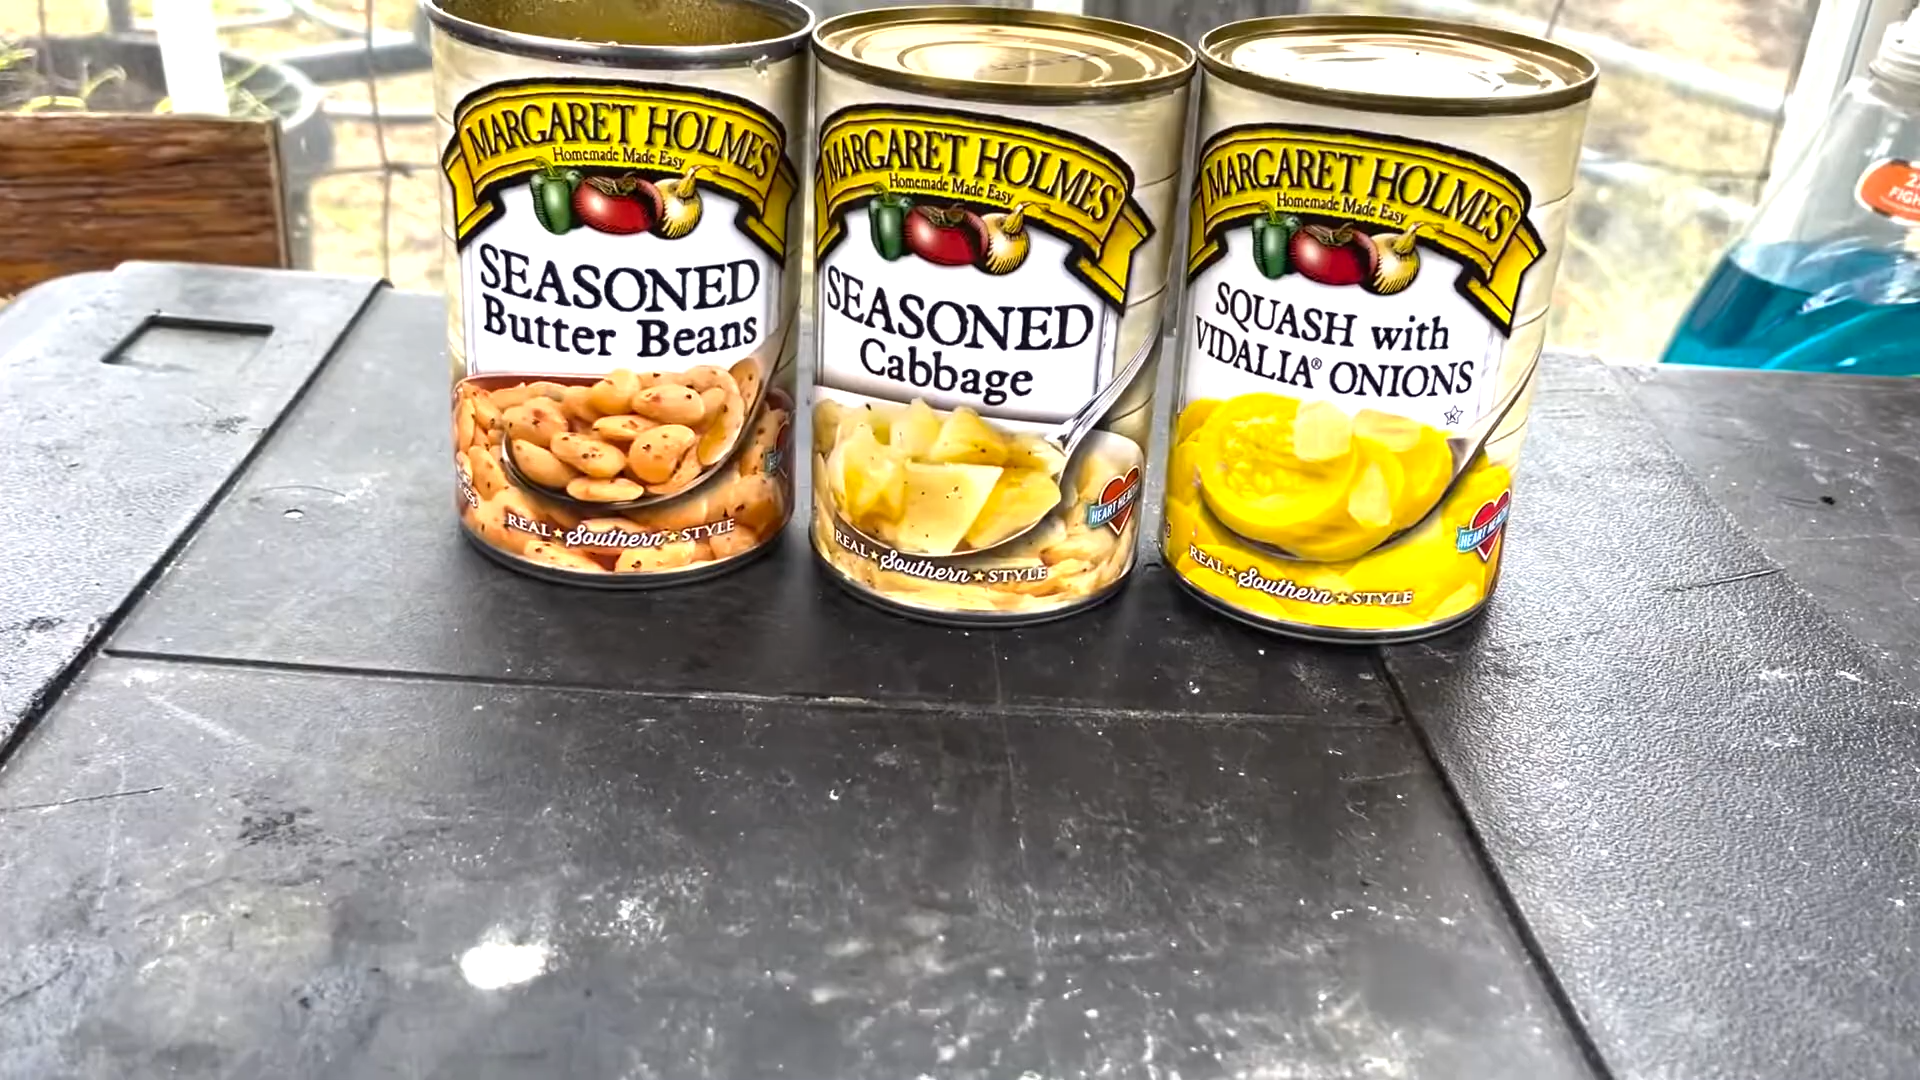 MARGARET HOLMES
Homemade Made Easy
SEASONED
Butter Beans
REAL ★ Southern ★ STYLE
MARGARET HOLMES
Homemade Made Easy
SEASONED
Cabbage
HEART
REAL ★ Southern ★ STYLE
MARGARET HOLMES
Homemade Made Easy
SQUASH with
VIDALIA® ONIONS
K
HEART
REAL ★ Southern ★ STYLE